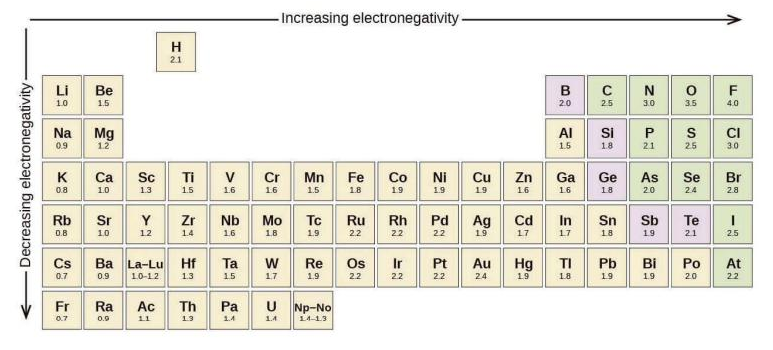 Increasing electronegativity
Decreasing electronegativity
H
2.1
Li Be B C N O F
1.0 1.5 2.0 2.5 3.0 3.5 4.0
Na Mg Al Si P S Cl
0.9 1.2 1.5 1.8 2.1 2.5 3.0
K Ca Sc Ti V Cr Mn Fe Co Ni Cu Zn Ga Ge As Se Br
0.8 1.0 1.3 1.5 1.6 1.6 1.5 1.8 1.9 1.9 1.9 1.6 1.6 1.8 2.0 2.4 2.8
Rb Sr Y Zr Nb Mo Tc Ru Rh Pd Ag Cd In Sn Sb Te I
0.8 1.0 1.2 1.4 1.6 1.8 1.9 2.2 2.2 2.2 1.9 1.7 1.7 1.8 1.9 2.1 2.5
Cs Ba La–Lu Hf Ta W Re Os Ir Pt Au Hg Tl Pb Bi Po At
0.7 0.9 1.0–1.2 1.3 1.5 1.7 1.9 2.2 2.2 2.2 2.4 1.9 1.8 1.9 1.9 2.0 2.2
Fr Ra Ac Th Pa U Np–No
0.7 0.9 1.1 1.3 1.4 1.4 1.4–1.3